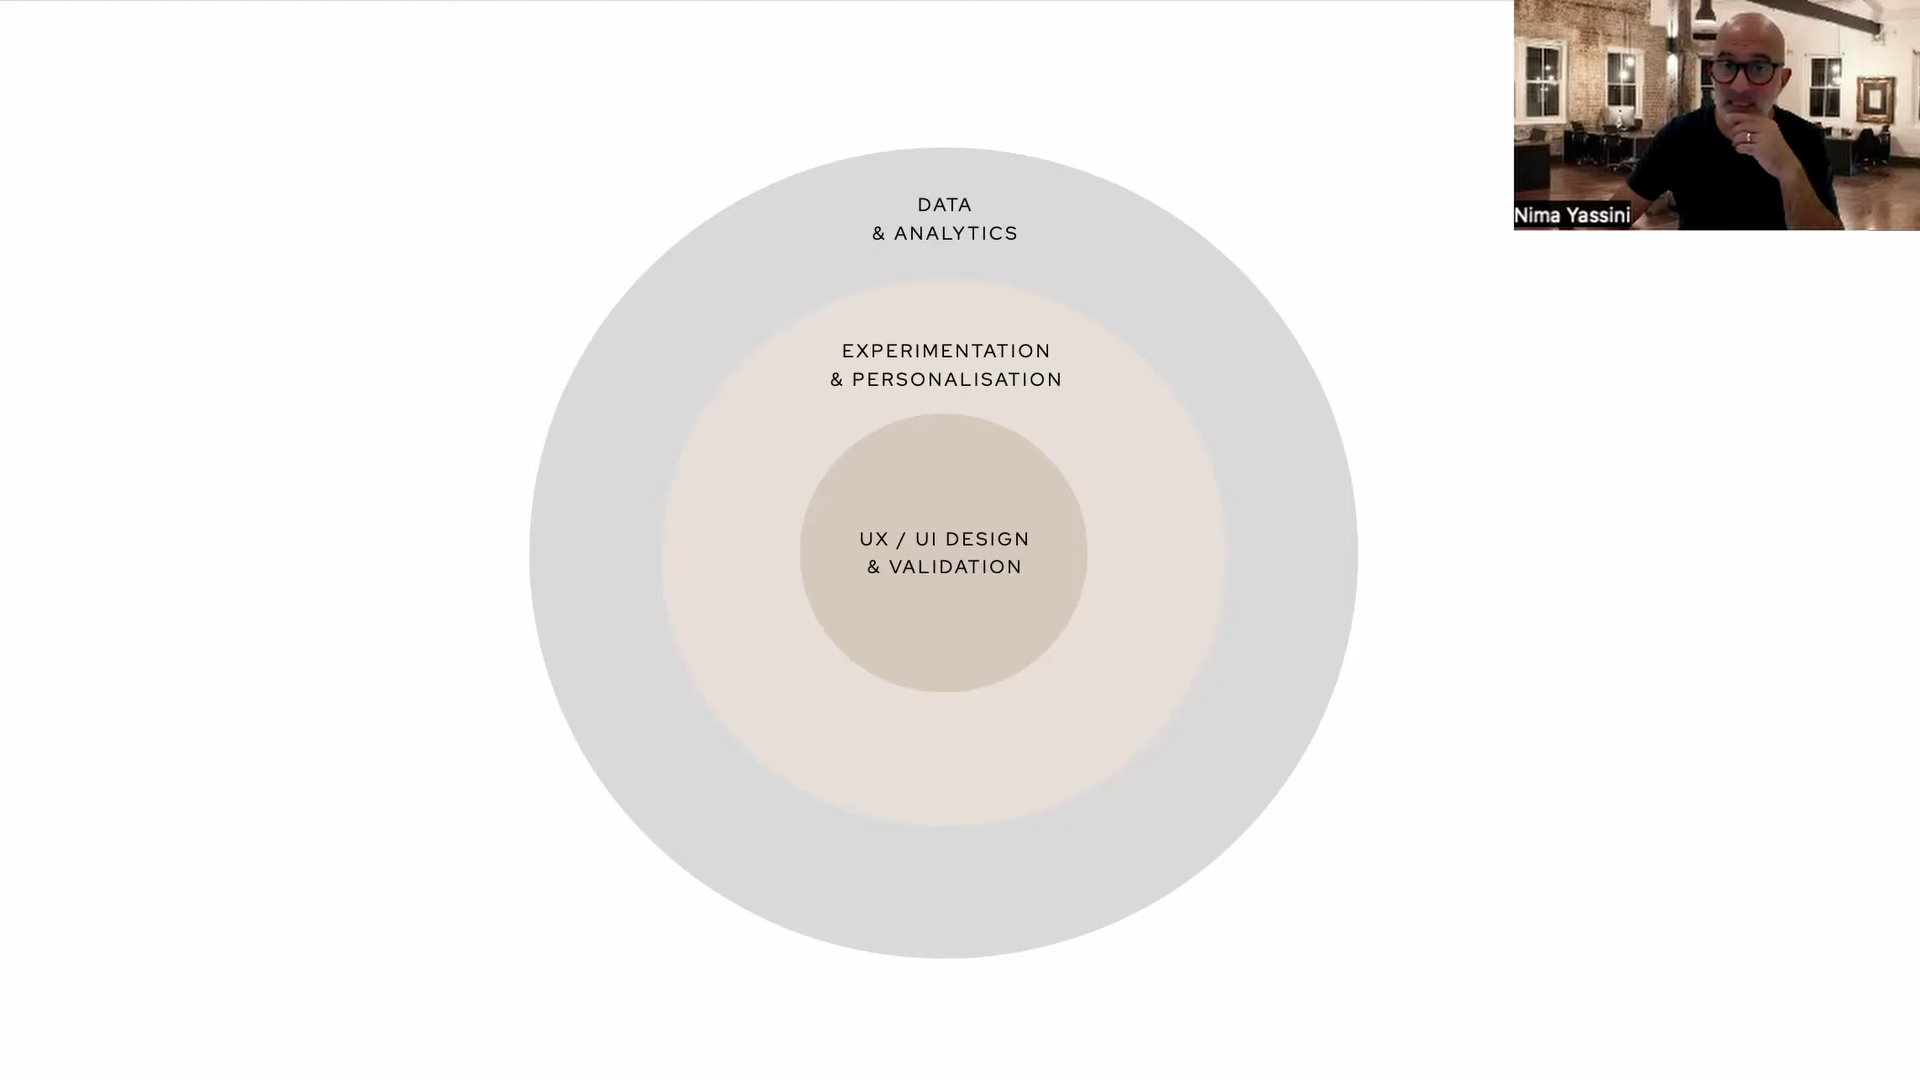 DATA
& ANALYTICS
EXPERIMENTATION
& PERSONALISATION
UX / UI DESIGN
& VALIDATION
Nima Yassini